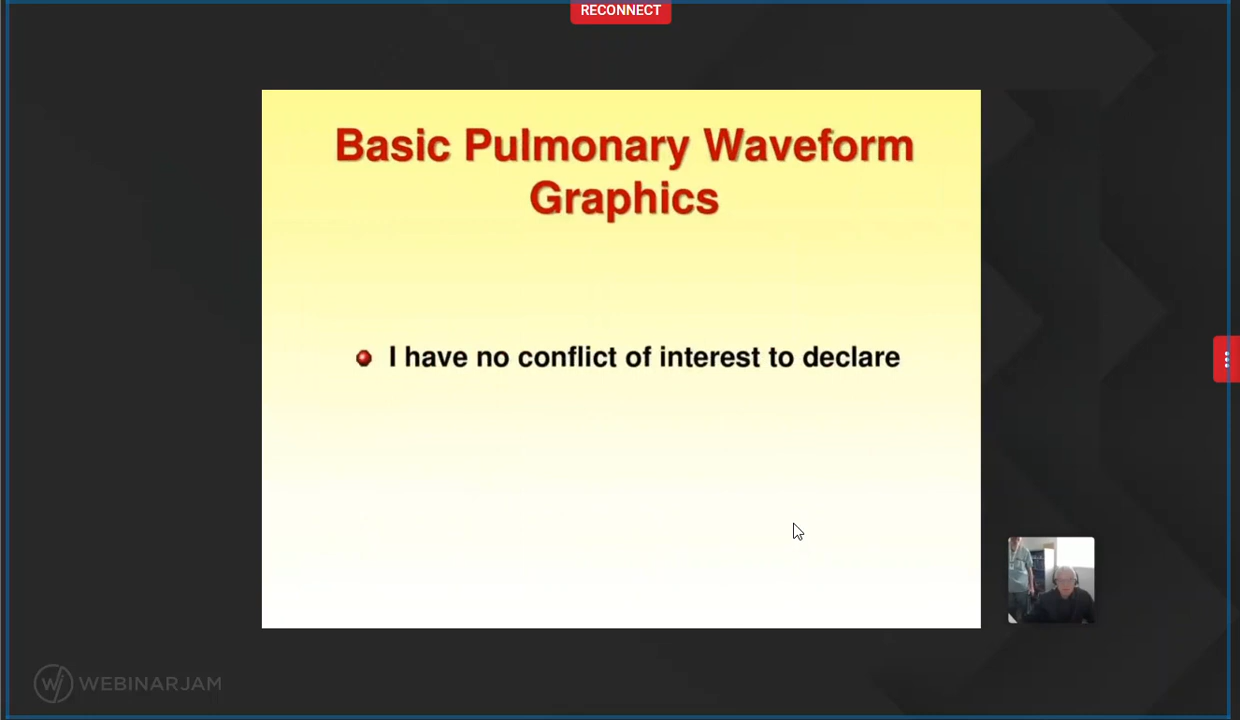 RECONNECT
Basic Pulmonary Waveform
Graphics
I have no conflict of interest to declare
WEBINARJAM